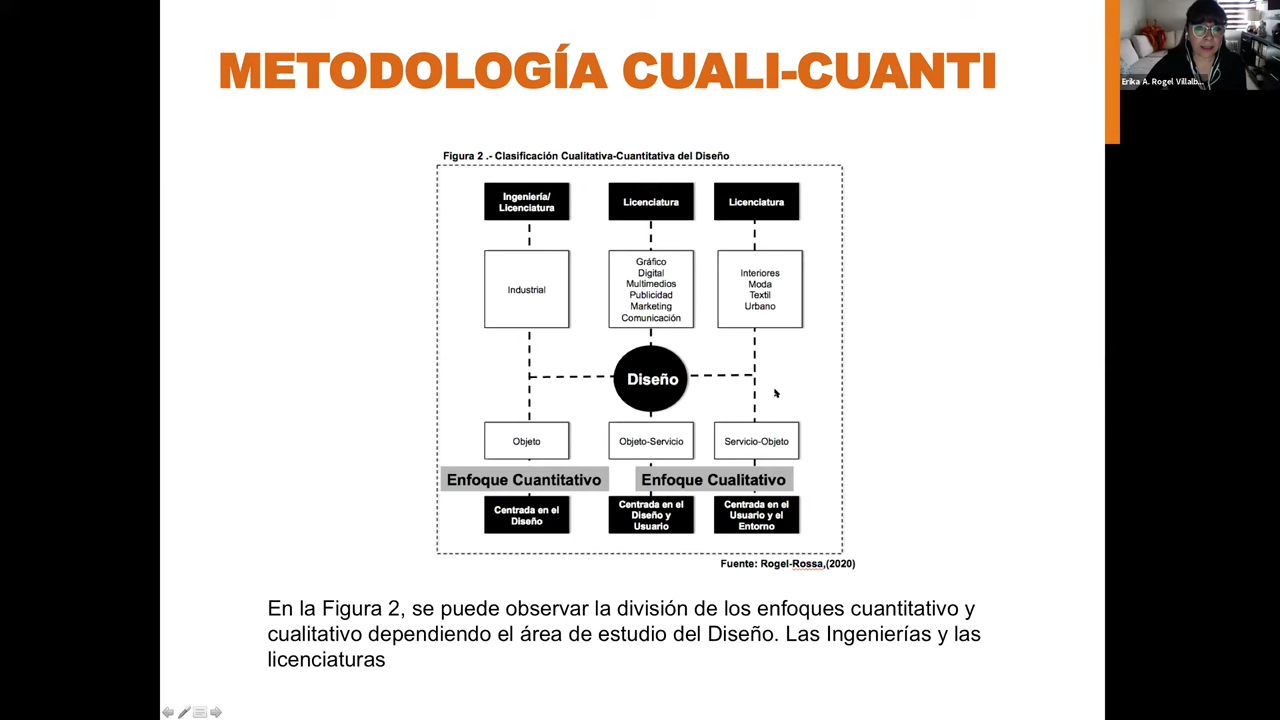 METODOLOGÍA CUALI-CUANTI
Erika A. Rogel Villalb...
Figura 2 .- Clasificación Cualitativa-Cuantitativa del Diseño
Ingeniería/
Licenciatura
Licenciatura
Licenciatura
Industrial
Gráfico
Digital
Multimedios
Publicidad
Marketing
Comunicación
Interiores
Moda
Textil
Urbano
Diseño
Objeto
Objeto-Servicio
Servicio-Objeto
Enfoque Cuantitativo
Enfoque Cualitativo
Centrada en el
Diseño
Centrada en el
Diseño y
Usuario
Centrada en el
Usuario y el
Entorno
Fuente: Rogel-Rossa,(2020)
En la Figura 2, se puede observar la división de los enfoques cuantitativo y
cualitativo dependiendo el área de estudio del Diseño. Las Ingenierías y las
licenciaturas